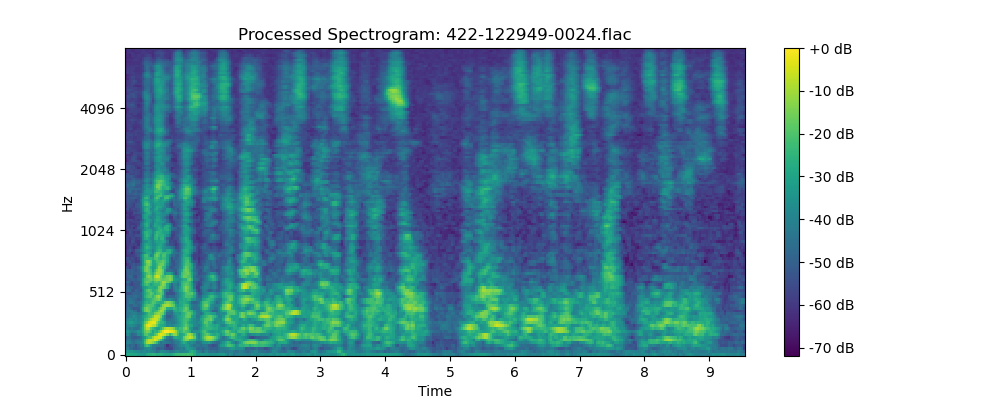 Processed Spectrogram: 422-122949-0024.flac
Hz
4096
2048
1024
512
0
0 1 2 3 4 5 6 7 8 9
Time
+0 dB
-10 dB
-20 dB
-30 dB
-40 dB
-50 dB
-60 dB
-70 dB